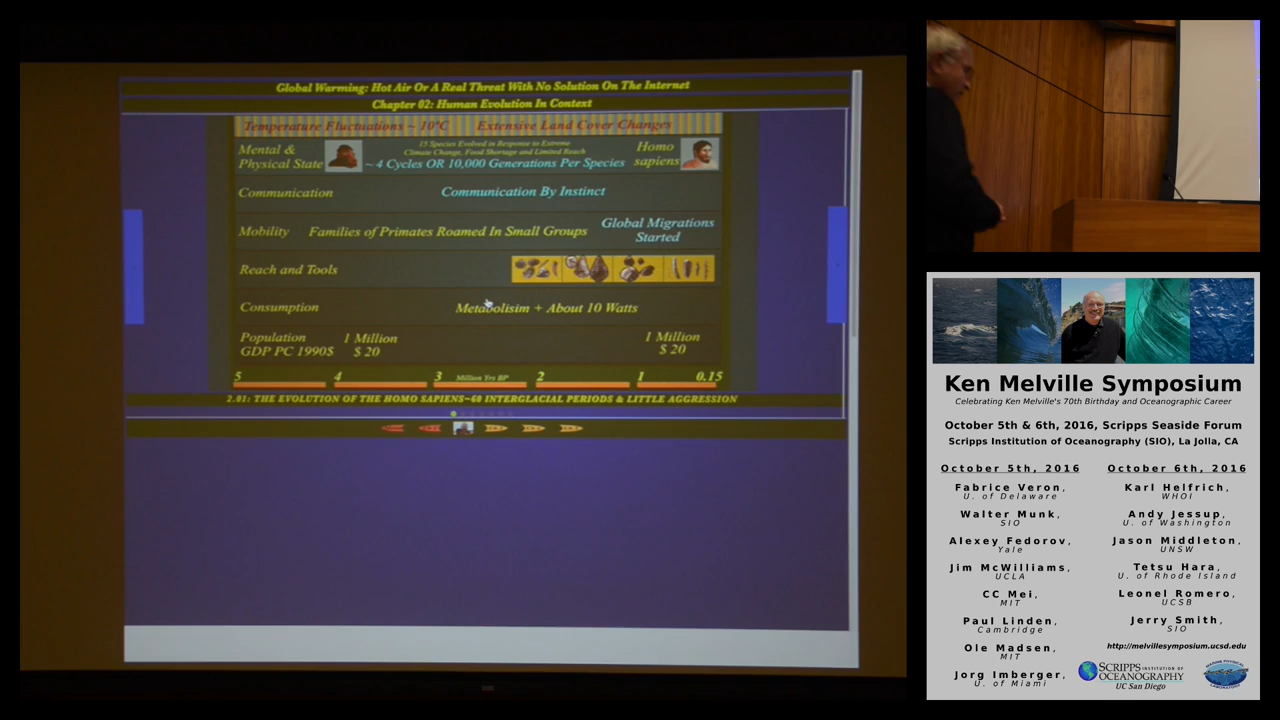 Global Warming: Hot Air Or A Real Threat With No Solution On The Internet
Chapter 02: Human Evolution In Context
Temperature Fluctuations ~ 10°C Extensive Land Cover Changes
Mental & Physical State
15 Species Evolved in Response to Extreme
Climate Change, Food Shortage and Limited Reach
~ 4 Cycles OR 10,000 Generations Per Species
Homo
sapiens
Communication Communication By Instinct
Mobility Families of Primates Roamed In Small Groups
Global Migrations
Started
Reach and Tools
Consumption Metabolisim + About 10 Watts
Population 1 Million 1 Million
GDP PC 1990$ $ 20 $ 20
5 4 3 Million Yrs BP 2 1 0.15
2.01: THE EVOLUTION OF THE HOMO SAPIENS~60 INTERGLACIAL PERIODS & LITTLE AGGRESSION
Ken Melville Symposium
Celebrating Ken Melville's 70th Birthday and Oceanographic Career
October 5th & 6th, 2016, Scripps Seaside Forum
Scripps Institution of Oceanography (SIO), La Jolla, CA
October 5th, 2016
Fabrice Veron,
U. of Delaware
Walter Munk,
SIO
Alexey Fedorov,
Yale
Jim McWilliams,
UCLA
CC Mei,
MIT
Paul Linden,
Cambridge
Ole Madsen,
MIT
Jorg Imberger,
U. of Miami
October 6th, 2016
Karl Helfrich,
WHOI
Andy Jessup,
U. of Washington
Jason Middleton,
UNSW
Tetsu Hara,
U. of Rhode Island
Leonel Romero,
UCSB
Jerry Smith,
SIO
http://melvillesymposium.ucsd.edu
SCRIPPS INSTITUTION OF
OCEANOGRAPHY
UC San Diego